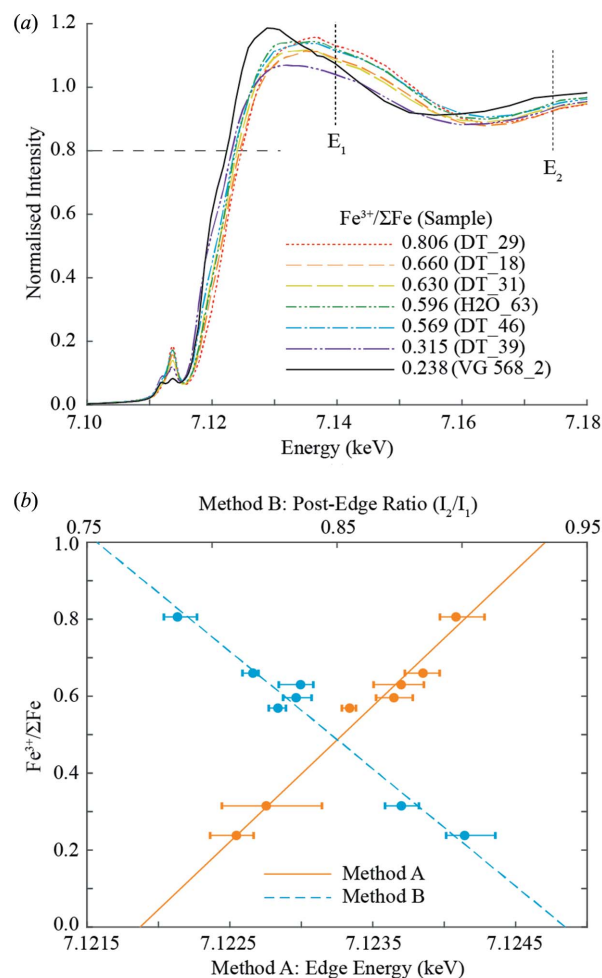 (a)
1.4
1.2
1.0
0.8
0.6
0.4
0.2
0.0
Normalised Intensity
E1
E2
Fe3+/ΣFe (Sample)
0.806 (DT_29)
0.660 (DT_18)
0.630 (DT_31)
0.596 (H2O_63)
0.569 (DT_46)
0.315 (DT_39)
0.238 (VG 568_2)
7.10 7.12 7.14 7.16 7.18
Energy (keV)
(b)
Method B: Post-Edge Ratio (I2/I1)
0.75 0.85 0.95
1.0
0.8
0.6
0.4
0.2
0.0
Fe3+/ΣFe
Method A
Method B
7.1215 7.1225 7.1235 7.1245
Method A: Edge Energy (keV)